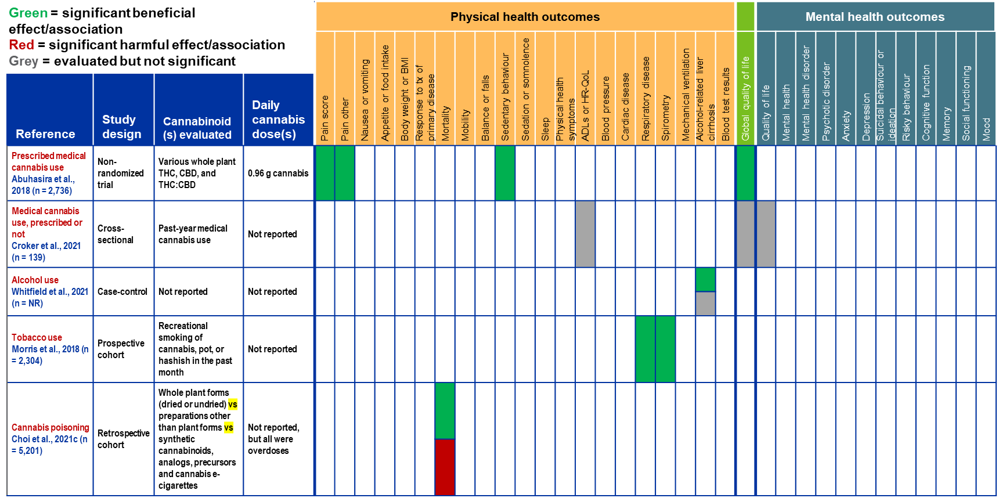 Green = significant beneficial
effect/association
Red = significant harmful effect/association
Grey = evaluated but not significant
Physical health outcomes
Mental health outcomes
Reference
Study
design
Cannabinoid
(s) evaluated
Daily
cannabis
dose(s)
Pain score
Pain other
Nausea or vomiting
Appetite or food intake
Body weight or BMI
Response to tx of
primary disease
Mortality
Mobility
Balance or falls
Sedentary behaviour
Sedation or somnolence
Sleep
Physical health
symptoms
ADLs or HR-QoL
Blood pressure
Cardiac disease
Respiratory disease
Spirometry
Mechanical ventilation
Alcohol-related liver
cirrhosis
Blood test results
Global quality of life
Quality of life
Mental health
Mental health disorder
Psychotic disorder
Anxiety
Depression
Suicidal behaviour or
ideation
Risky behaviour
Cognitive function
Memory
Social functioning
Mood
Prescribed medical
cannabis use
Abuhasira et al.,
2018 (n = 2,736)
Non-
randomized
trial
Various whole plant
THC, CBD, and
THC:CBD
0.96 g cannabis
Medical cannabis
use, prescribed or
not
Croker et al., 2021
(n = 139)
Cross-
sectional
Past-year medical
cannabis use
Not reported
Alcohol use
Whitfield et al., 2021
(n = NR)
Case-control
Not reported
Not reported
Tobacco use
Morris et al., 2018 (n
= 2,304)
Prospective
cohort
Recreational
smoking of
cannabis, pot, or
hashish in the past
month
Not reported
Cannabis poisoning
Choi et al., 2021c (n
= 5,201)
Retrospective
cohort
Whole plant forms
(dried or undried) vs
preparations other
than plant forms vs
synthetic
cannabinoids,
analogs, precursors
and cannabis e-
cigarettes
Not reported,
but all were
overdoses